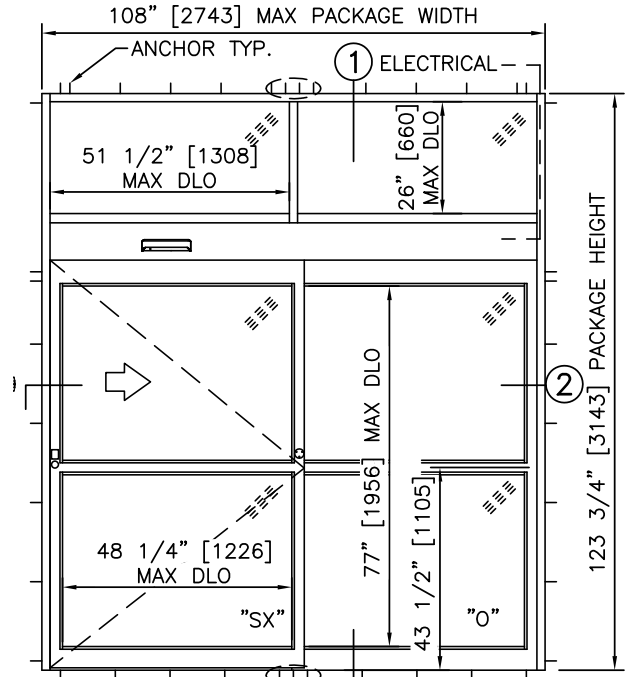 108” [2743] MAX PACKAGE WIDTH
ANCHOR TYP.
1
ELECTRICAL
51 1/2” [1308]
MAX DLO
26” [660]
MAX DLO
123 3/4” [3143] PACKAGE HEIGHT
2
77” [1956] MAX DLO
43 1/2” [1105]
48 1/4” [1226]
MAX DLO
”SX”
”O”